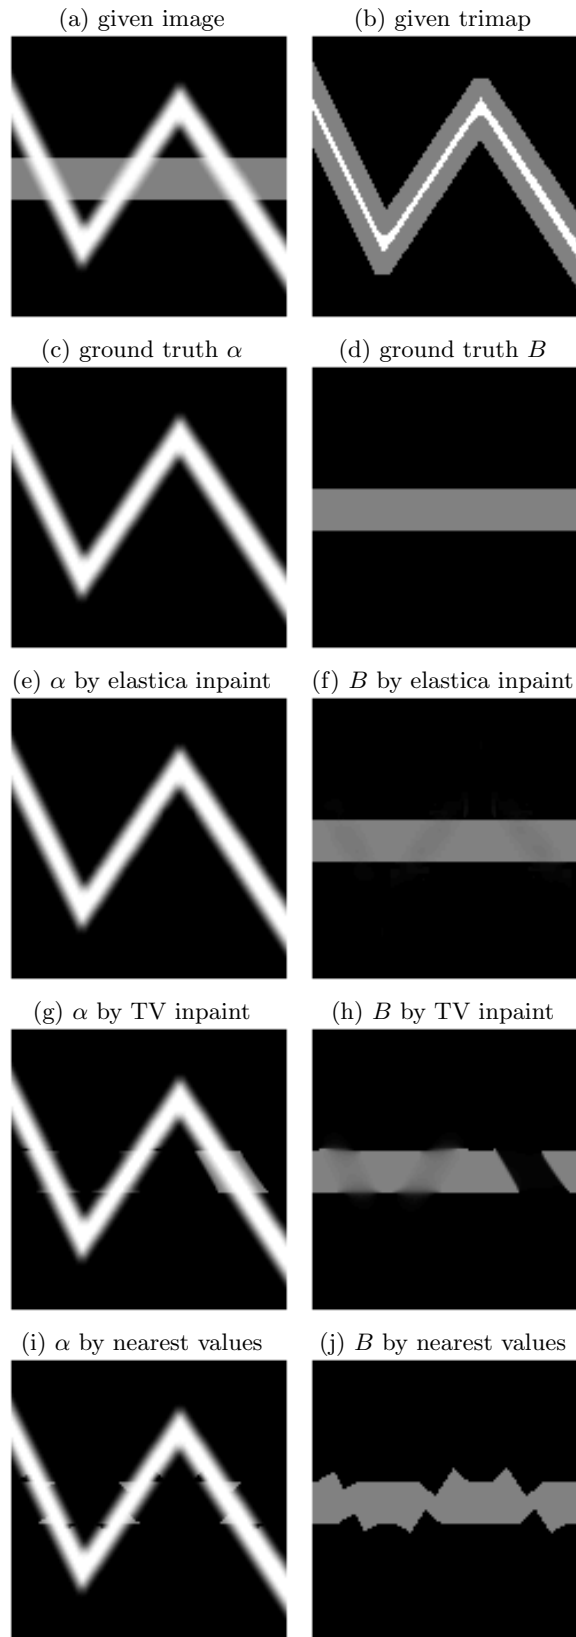 (a) given image
(b) given trimap
(c) ground truth α
(d) ground truth B
(e) α by elastica inpaint
(f) B by elastica inpaint
(g) α by TV inpaint
(h) B by TV inpaint
(i) α by nearest values
(j) B by nearest values